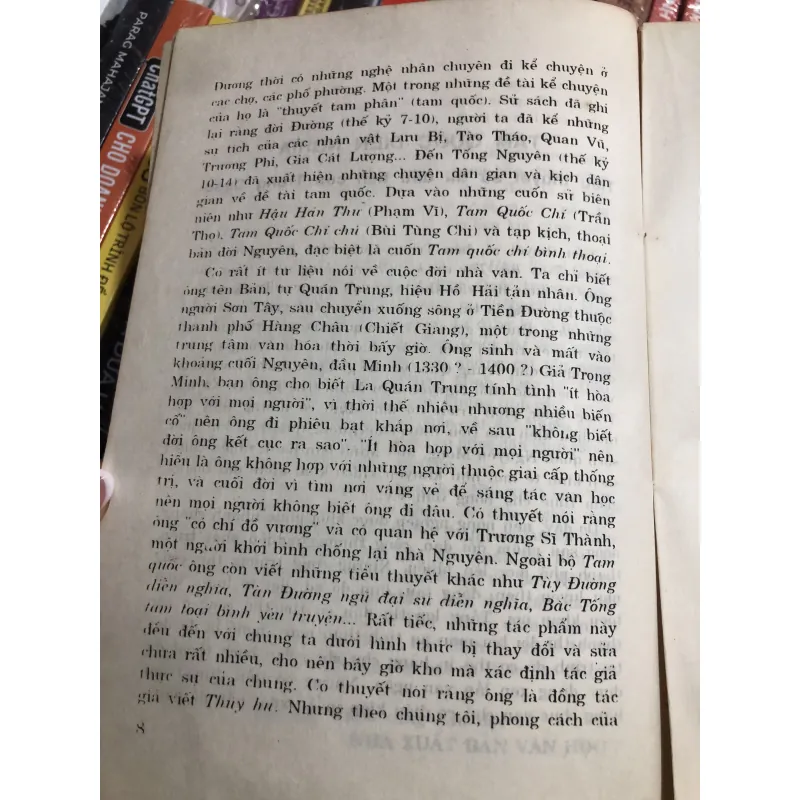 PARAG MAHAJAN
ChatGPT
CHO DOAN
BỐN LỘ TRÌNH ĐỂ
Đương thời có những nghệ nhân chuyên đi kể chuyện ở
các chợ, các phố phường. Một trong những đề tài kể chuyện
của họ là "thuyết tam phân" (tam quốc). Sử sách đã ghi
lại rằng đời Đường (thế kỷ 7-10), người ta đã kể những
sự tích của các nhân vật Lưu Bị, Tào Tháo, Quan Vũ,
Trương Phi, Gia Cát Lượng... Đến Tống Nguyên (thế kỷ
10-14) đã xuất hiện những chuyện dân gian và kịch dân
gian về đề tài tam quốc. Dựa vào những cuốn sử biên
niên như Hậu Hán Thư (Phạm Vĩ), Tam Quốc Chí (Trần
Thọ), Tam Quốc Chí chú (Bùi Tùng Chi) và tạp kịch, thoại
bản đời Nguyên, đặc biệt là cuốn Tam quốc chí bình thoại.
Có rất ít tư liệu nói về cuộc đời nhà văn. Ta chỉ biết
ông tên Bản, tự Quán Trung, hiệu Hồ Hải tản nhân. Ông
người Sơn Tây, sau chuyển xuống sống ở Tiền Đường thuộc
thành phố Hàng Châu (Chiết Giang), một trong những
trung tâm văn hóa thời bấy giờ. Ông sinh và mất vào
khoảng cuối Nguyên, đầu Minh (1330 ? - 1400 ?) Giả Trọng
Minh, bạn ông cho biết La Quán Trung tính tình "ít hòa
hợp với mọi người", vì thời thế nhiễu nhương nhiều biến
cố" nên ông đi phiêu bạt khắp nơi, về sau "không biết
đời ông kết cục ra sao". "Ít hòa hợp với mọi người" nên
hiểu là ông không hợp với những người thuộc giai cấp thống
trị, và cuối đời vì tìm nơi vắng vẻ để sáng tác văn học
nên mọi người không biết ông đi đâu. Có thuyết nói rằng
ông "có chí đồ vương" và có quan hệ với Trương Sĩ Thành,
một người khởi binh chống lại nhà Nguyên. Ngoài bộ Tam
quốc ông còn viết những tiểu thuyết khác như Tùy Đường
diễn nghĩa, Tàn Đường ngũ đại sử diễn nghĩa, Bắc Tống
tam toại bình yêu truyện... Rất tiếc, những tác phẩm này
đều đến với chúng ta dưới hình thức bị thay đổi và sửa
chữa rất nhiều, cho nên bây giờ khó mà xác định tác giả
thực sự của chúng. Có thuyết nói rằng ông là đồng tác
giả viết Thủy hử. Nhưng theo chúng tôi, phong cách của
8